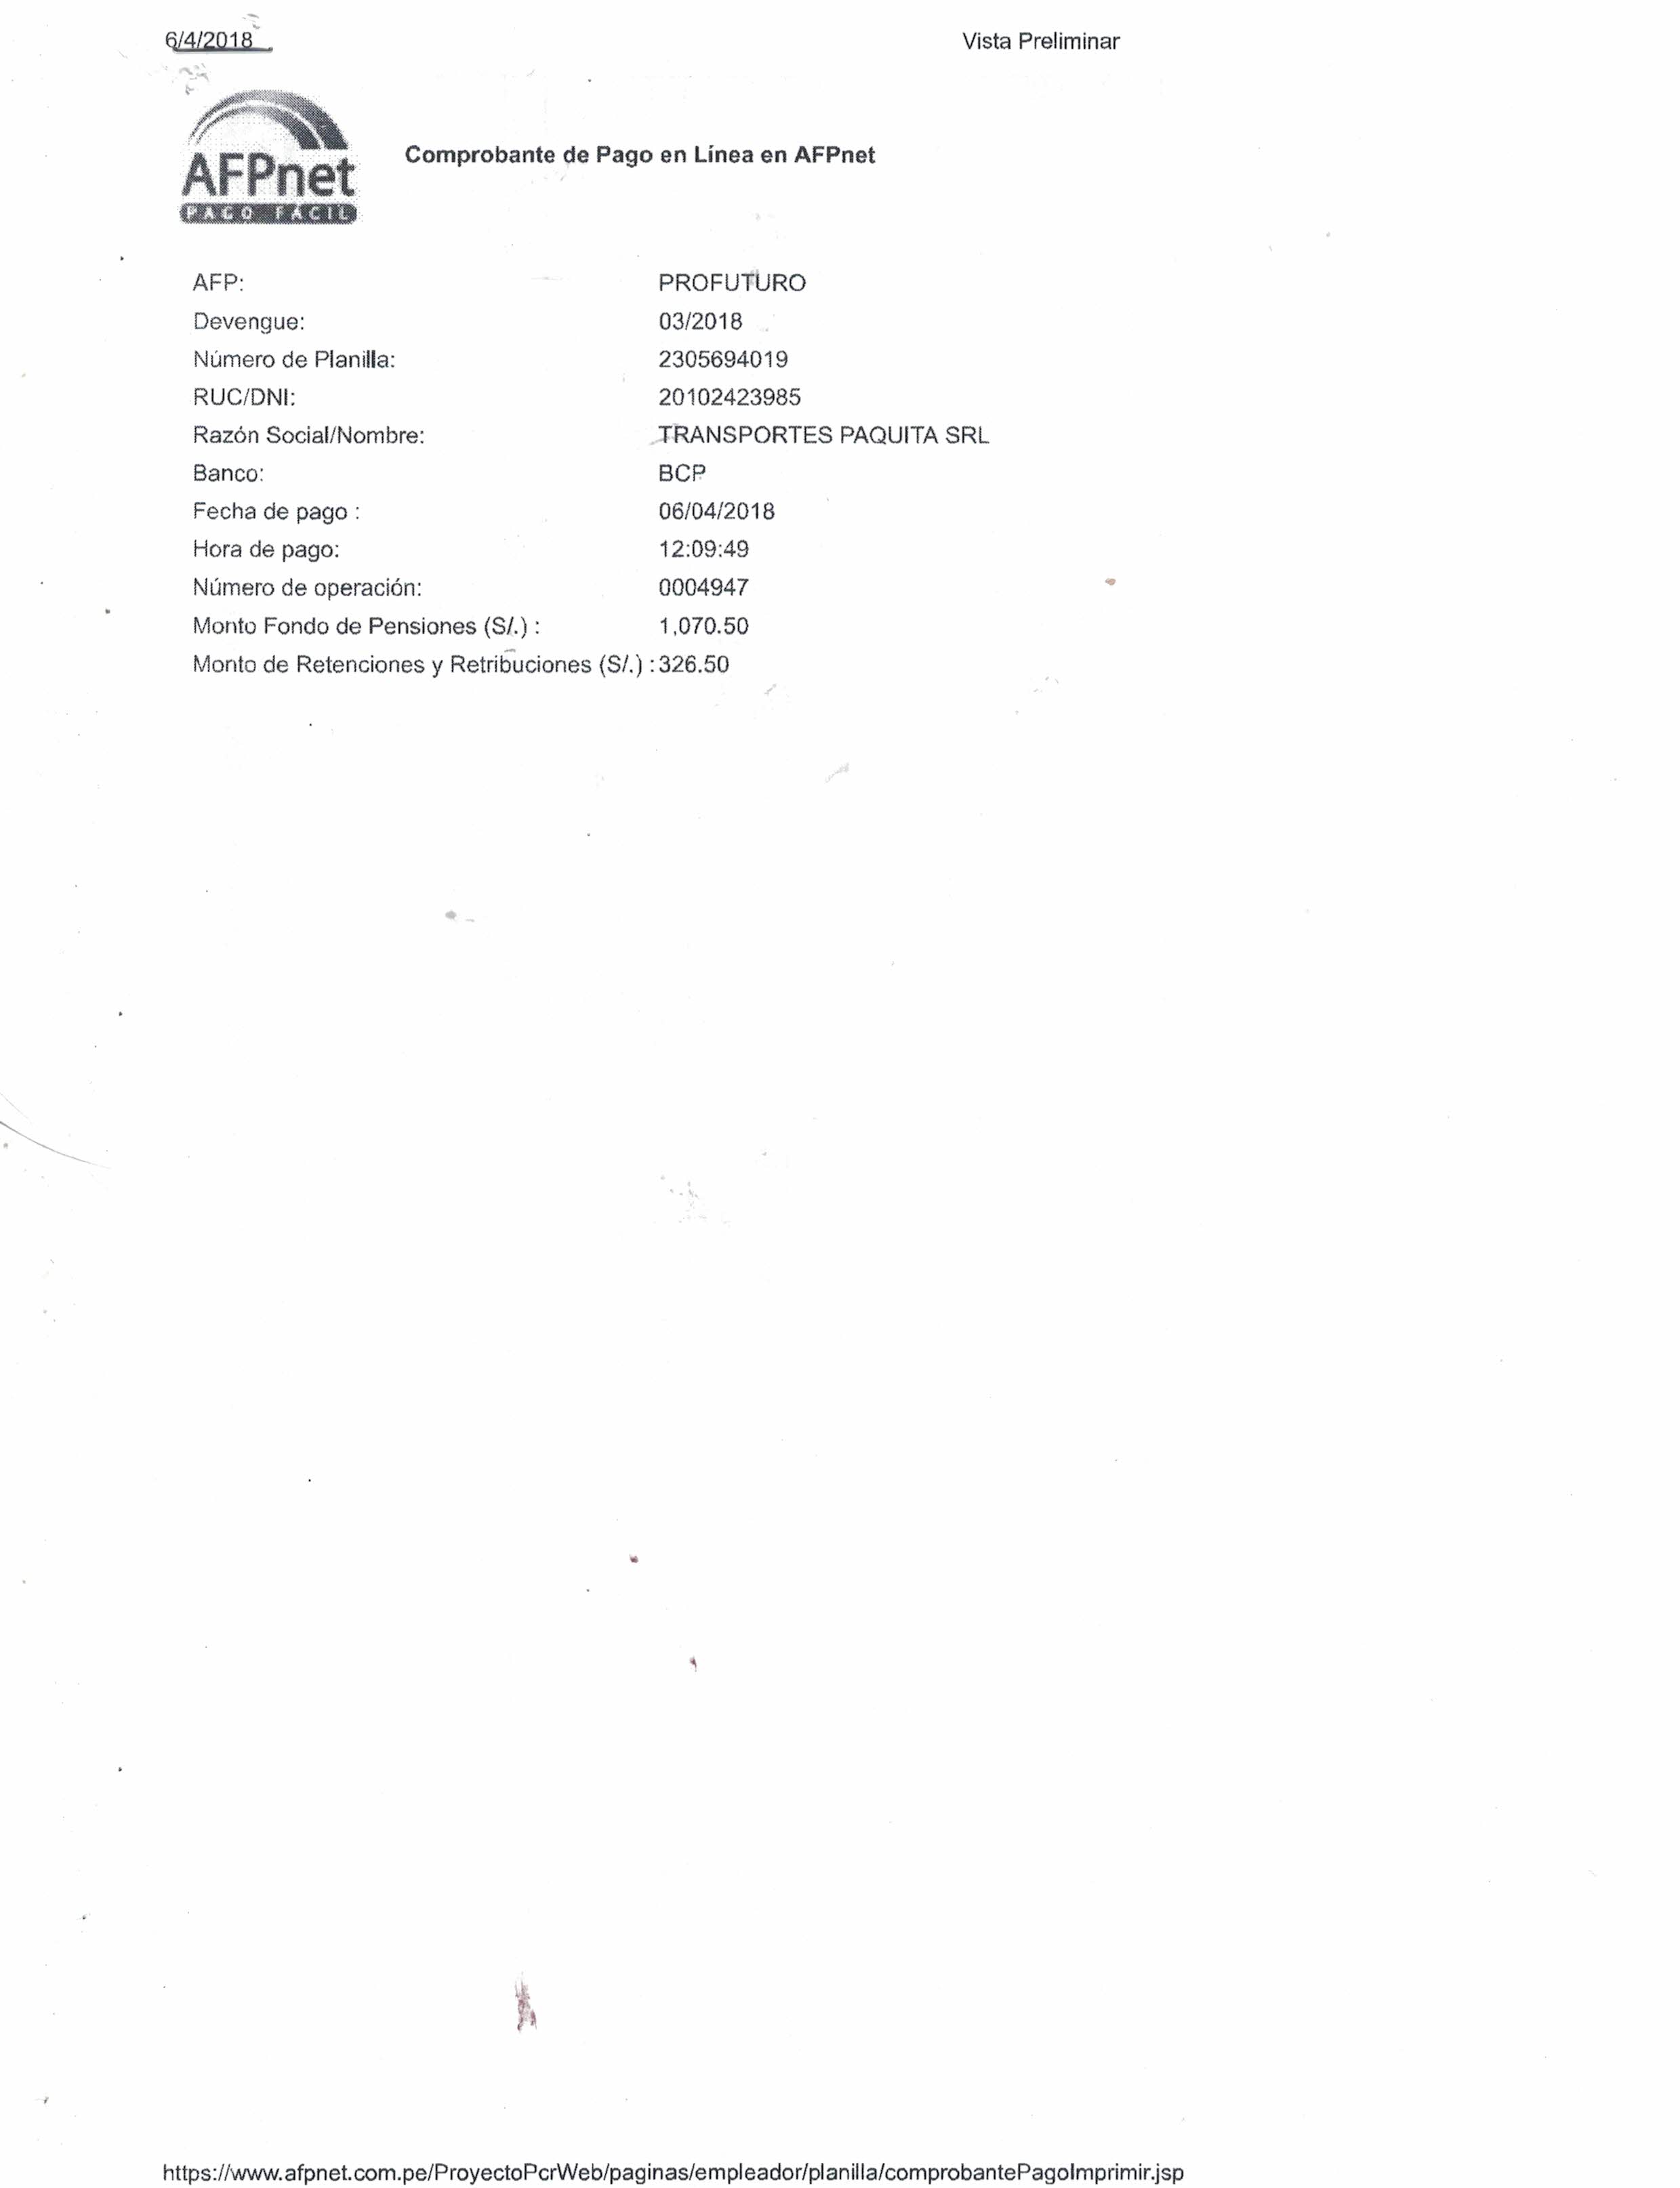 6/4/2018 Vista Preliminar
AFPnet
PAGO FACIL
Comprobante de Pago en Línea en AFPnet
AFP: PROFUTURO
Devengue: 03/2018
Número de Planilla: 2305694019
RUC/DNI: 20102423985
Razón Social/Nombre: TRANSPORTES PAQUITA SRL
Banco: BCP
Fecha de pago : 06/04/2018
Hora de pago: 12:09:49
Número de operación: 0004947
Monto Fondo de Pensiones (S/.) : 1,070.50
Monto de Retenciones y Retribuciones (S/.) : 326.50
https://www.afpnet.com.pe/ProyectoPcrWeb/paginas/empleador/planilla/comprobantePagoImprimir.jsp